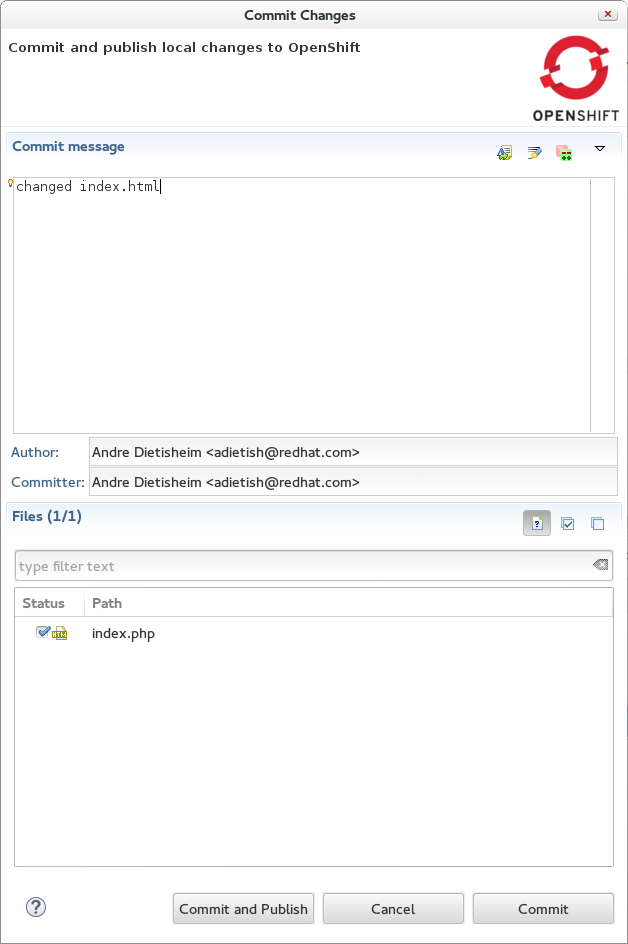 Commit Changes
Commit and publish local changes to OpenShift
OPENSHIFT
Commit message
changed index.html
Author: Andre Dietisheim <adietish@redhat.com>
Committer: Andre Dietisheim <adietish@redhat.com>
Files (1/1)
type filter text
Status Path
HTM index.php
Commit and Publish Cancel Commit